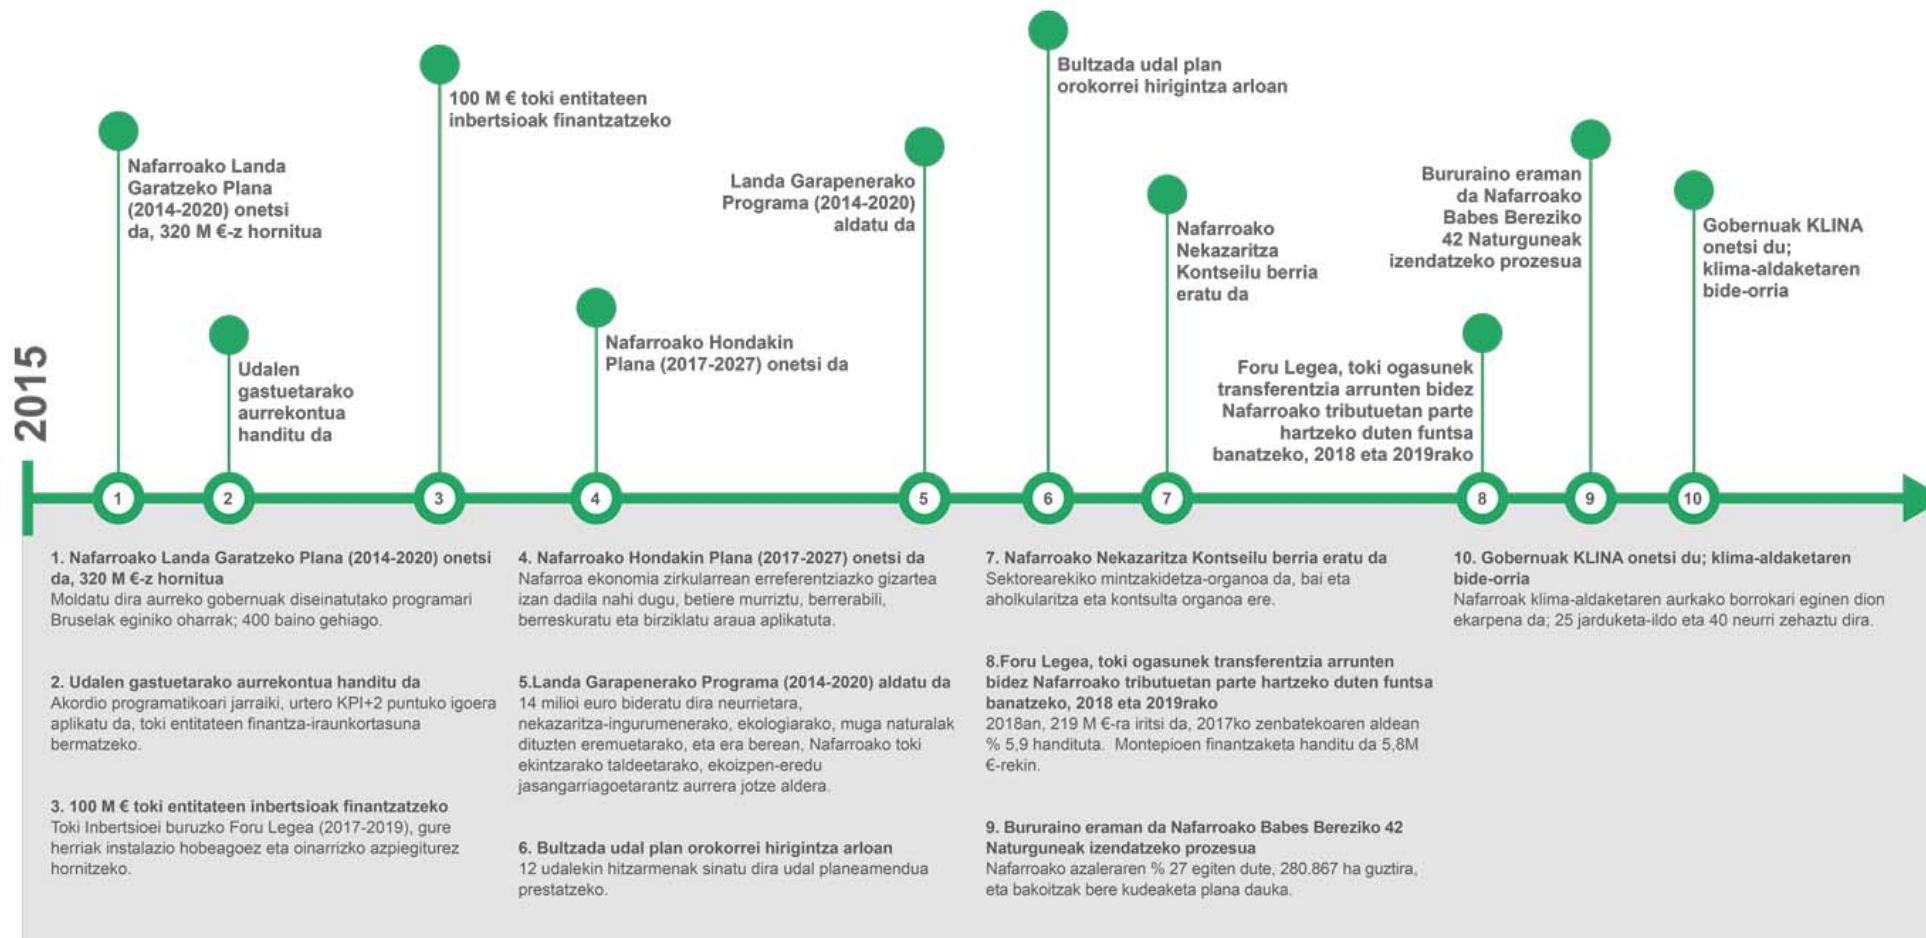 2015
Nafarroako Landa
Garatzeko Plana
(2014-2020) onetsi
da, 320 M €-z hornitua
Udalen
gastuetarako
aurrekontua
handitu da
100 M € toki entitateen
inbertsioak finantzatzeko
Nafarroako Hondakin
Plana (2017-2027) onetsi da
Landa Garapenerako
Programa (2014-2020)
aldatu da
Bultzada udal plan
orokorrei hirigintza arloan
Nafarroako
Nekazaritza
Kontseilu berria
eratu da
Foru Legea, toki ogasunek
transferentzia arrunten bidez
Nafarroako tributuetan parte
hartzeko duten funtsa
banatzeko, 2018 eta 2019rako
Bururaino eraman
da Nafarroako
Babes Bereziko
42 Naturguneak
izendatzeko prozesua
Gobernuak KLINA
onetsi du;
klima-aldaketaren
bide-orria
1 2 3 4 5 6 7 8 9 10
1. Nafarroako Landa Garatzeko Plana (2014-2020) onetsi
da, 320 M €-z hornitua
Moldatu dira aurreko gobernuak diseinatutako programari
Bruselak eginiko oharrak; 400 baino gehiago.
2. Udalen gastuetarako aurrekontua handitu da
Akordio programatikoari jarraiki, urtero KPI+2 puntuko igoera
aplikatu da, toki entitateen finantza-iraunkortasuna
bermatzeko.
3. 100 M € toki entitateen inbertsioak finantzatzeko
Toki Inbertsioei buruzko Foru Legea (2017-2019), gure
herriak instalazio hobeagoez eta oinarrizko azpiegiturez
hornitzeko.
4. Nafarroako Hondakin Plana (2017-2027) onetsi da
Nafarroa ekonomia zirkularrean erreferentziazko gizartea
izan dadila nahi dugu, betiere murriztu, berrerabili,
berreskuratu eta birziklatu araua aplikatuta.
5.Landa Garapenerako Programa (2014-2020) aldatu da
14 milioi euro bideratu dira neurrietara,
nekazaritza-ingurumenerako, ekologiarako, muga naturalak
dituzten eremuetarako, eta era berean, Nafarroako toki
ekintzarako taldeetarako, ekoizpen-eredu
jasangarriagoetarantz aurrera jotze aldera.
6. Bultzada udal plan orokorrei hirigintza arloan
12 udalekin hitzarmenak sinatu dira udal planeamendua
prestatzeko.
7. Nafarroako Nekazaritza Kontseilu berria eratu da
Sektorearekiko mintzakidetza-organoa da, bai eta
aholkularitza eta kontsulta organoa ere.
8.Foru Legea, toki ogasunek transferentzia arrunten
bidez Nafarroako tributuetan parte hartzeko duten funtsa
banatzeko, 2018 eta 2019rako
2018an, 219 M €-ra iritsi da, 2017ko zenbatekoaren aldean
% 5,9 handituta. Montepioen finantzaketa handitu da 5,8M
€-rekin.
9. Bururaino eraman da Nafarroako Babes Bereziko 42
Naturguneak izendatzeko prozesua
Nafarroako azaleraren % 27 egiten dute, 280.867 ha guztira,
eta bakoitzak bere kudeaketa plana dauka.
10. Gobernuak KLINA onetsi du; klima-aldaketaren
bide-orria
Nafarroak klima-aldaketaren aurkako borrokari eginen dion
ekarpena da; 25 jarduketa-ildo eta 40 neurri zehaztu dira.